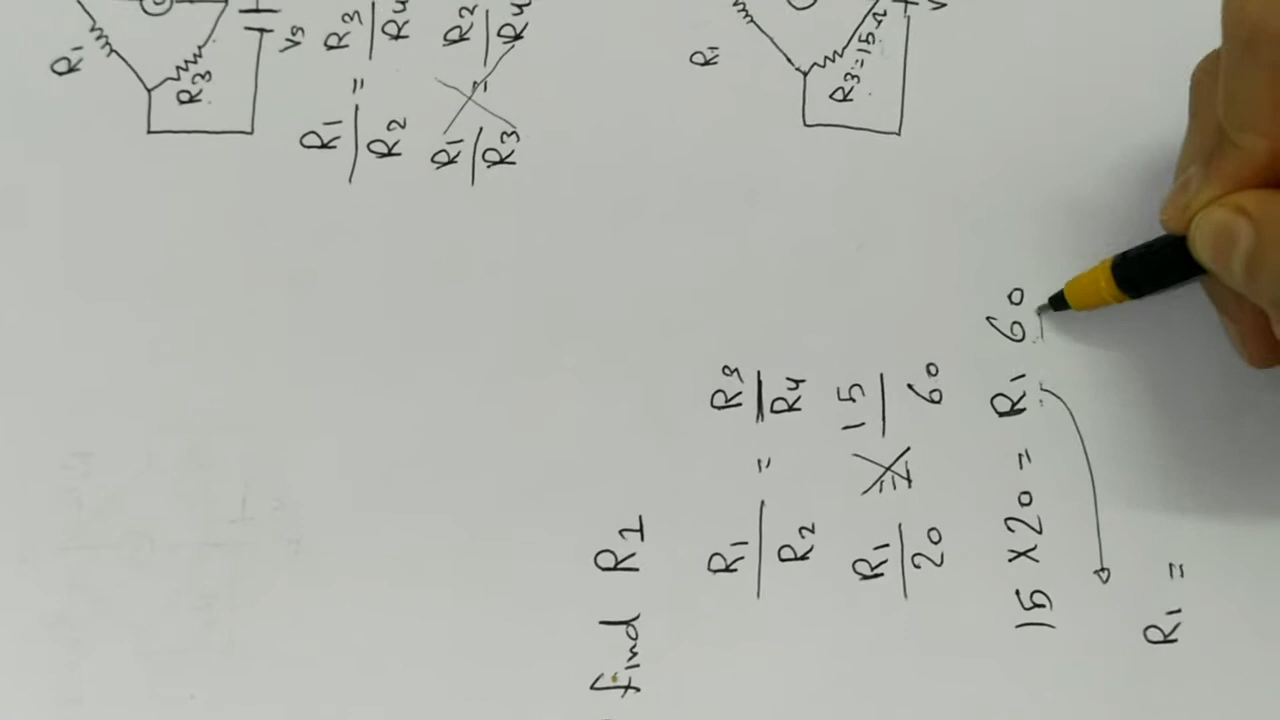 R1
R3
Vs
R1/R2 = R3/R4
R1/R3 = R2/R4
R1
R3=15Ω
V
find R1
R1/R2 = R3/R4
R1/20 = 15/60
15 X 20 = R1 60
R1 =